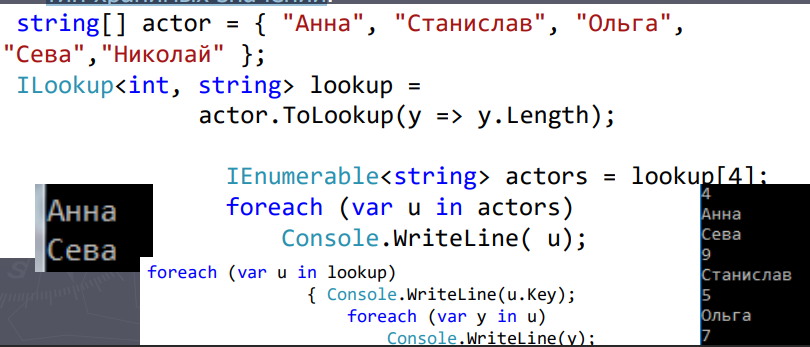 string[] actor = { "Анна", "Станислав", "Ольга",
"Сева","Николай" };
ILookup<int, string> lookup =
actor.ToLookup(y => y.Length);
IEnumerable<string> actors = lookup[4];
foreach (var u in actors)
Console.WriteLine( u);
Анна
Сева
foreach (var u in lookup)
{ Console.WriteLine(u.Key);
foreach (var y in u)
Console.WriteLine(y);
4
Анна
Сева
9
Станислав
5
Ольга
7